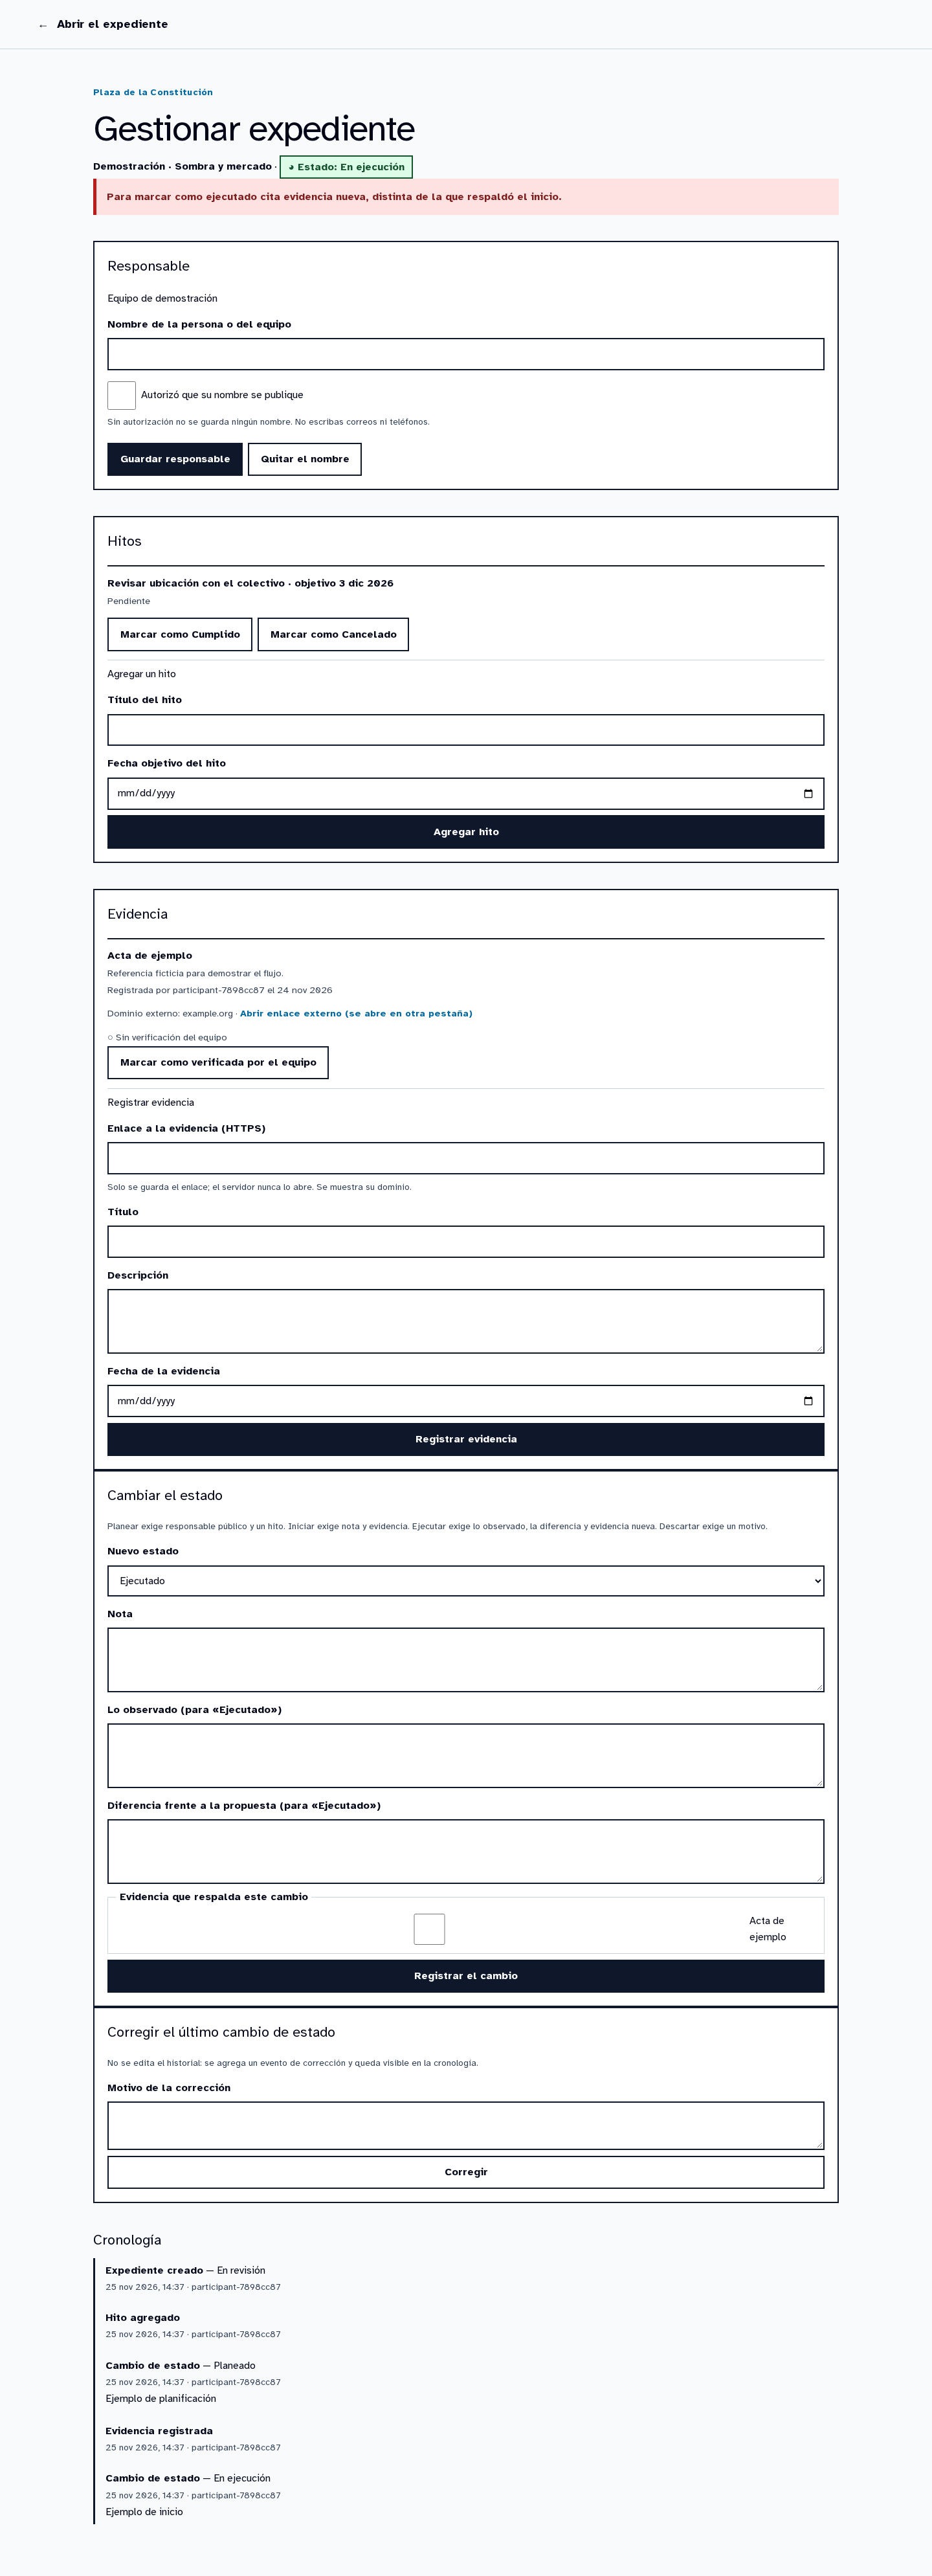 ← Abrir el expediente
Plaza de la Constitución
Gestionar expediente
Demostración · Sombra y mercado · Estado: En ejecución
Para marcar como ejecutado cita evidencia nueva, distinta de la que respaldó el inicio.
Responsable
Equipo de demostración
Nombre de la persona o del equipo
Autorizó que su nombre se publique
Sin autorización no se guarda ningún nombre. No escribas correos ni teléfonos.
Guardar responsable Quitar el nombre
Hitos
Revisar ubicación con el colectivo · objetivo 3 dic 2026
Pendiente
Marcar como Cumplido Marcar como Cancelado
Agregar un hito
Título del hito
Fecha objetivo del hito
mm/dd/yyyy
Agregar hito
Evidencia
Acta de ejemplo
Referencia ficticia para demostrar el flujo.
Registrada por participant-7898cc87 el 24 nov 2026
Dominio externo: example.org · Abrir enlace externo (se abre en otra pestaña)
○ Sin verificación del equipo
Marcar como verificada por el equipo
Registrar evidencia
Enlace a la evidencia (HTTPS)
Solo se guarda el enlace; el servidor nunca lo abre. Se muestra su dominio.
Título
Descripción
Fecha de la evidencia
mm/dd/yyyy
Registrar evidencia
Cambiar el estado
Planear exige responsable público y un hito. Iniciar exige nota y evidencia. Ejecutar exige lo observado, la diferencia y evidencia nueva. Descartar exige un motivo.
Nuevo estado
Ejecutado
Nota
Lo observado (para «Ejecutado»)
Diferencia frente a la propuesta (para «Ejecutado»)
Evidencia que respalda este cambio
Acta de
ejemplo
Registrar el cambio
Corregir el último cambio de estado
No se edita el historial: se agrega un evento de corrección y queda visible en la cronología.
Motivo de la corrección
Corregir
Cronología
Expediente creado — En revisión
25 nov 2026, 14:37 · participant-7898cc87
Hito agregado
25 nov 2026, 14:37 · participant-7898cc87
Cambio de estado — Planeado
25 nov 2026, 14:37 · participant-7898cc87
Ejemplo de planificación
Evidencia registrada
25 nov 2026, 14:37 · participant-7898cc87
Cambio de estado — En ejecución
25 nov 2026, 14:37 · participant-7898cc87
Ejemplo de inicio